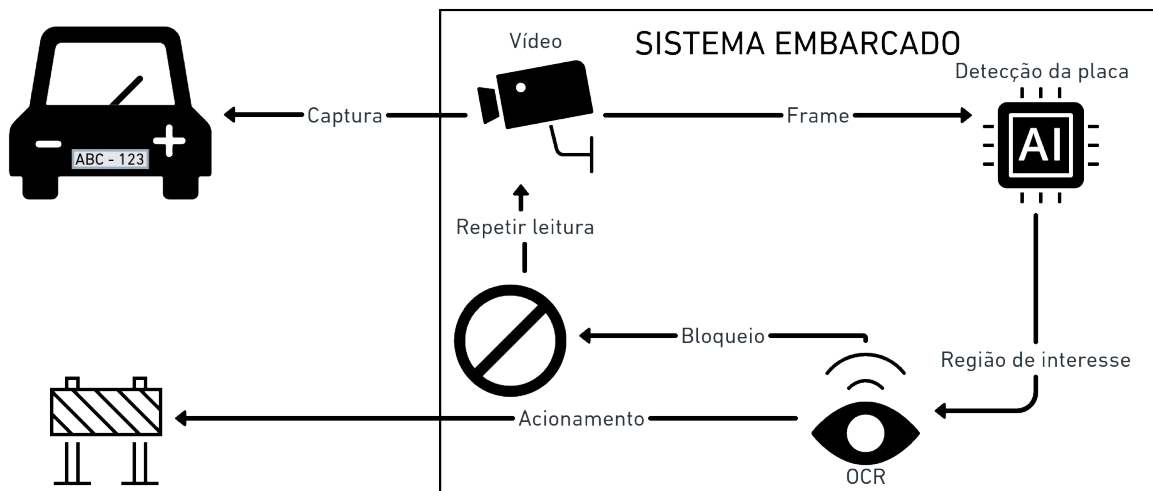 Vídeo
SISTEMA EMBARCADO
Detecção da placa
Captura
Frame
AI
ABC - 123
Repetir leitura
Bloqueio
Região de interesse
Acionamento
OCR